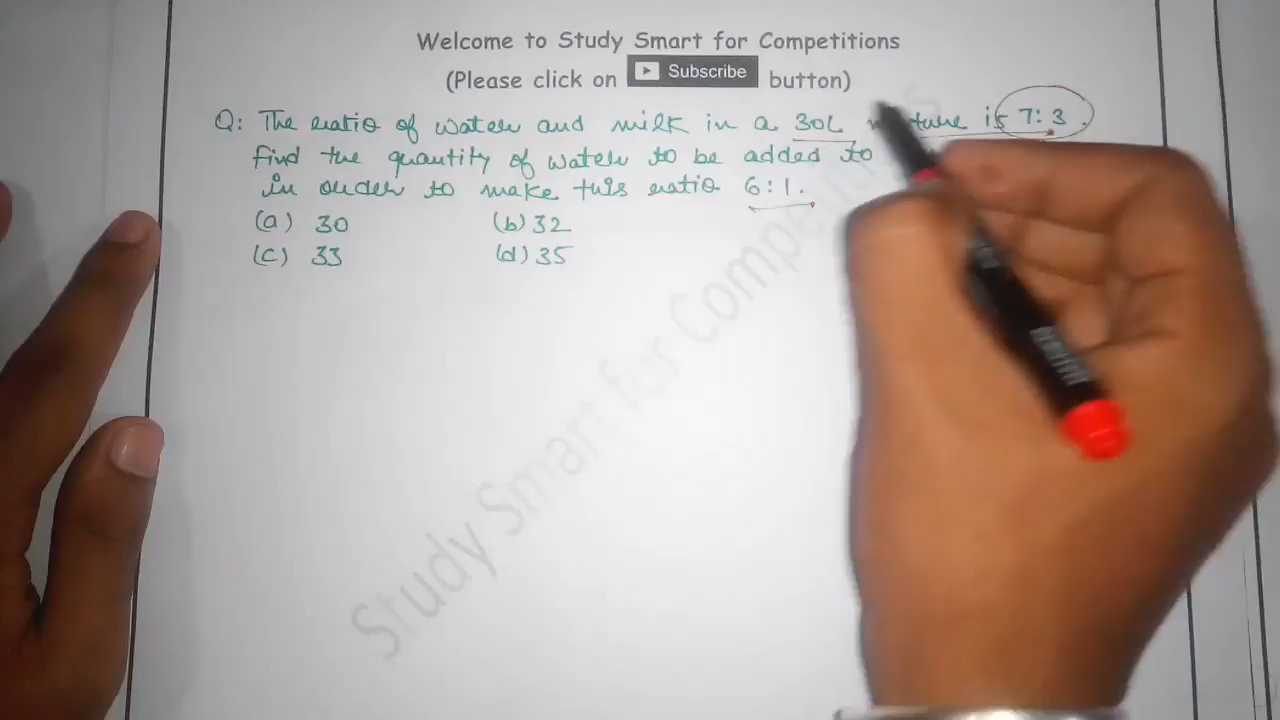 Welcome to Study Smart for Competitions
(Please click on Subscribe button)
Q: The ratio of water and milk in a 30L is 7:3.
find the quantity of water to be added to
in order to make this ratio 6:1.
(a) 30 (b) 32
(c) 33 (d) 35
Study Smart for Competitions